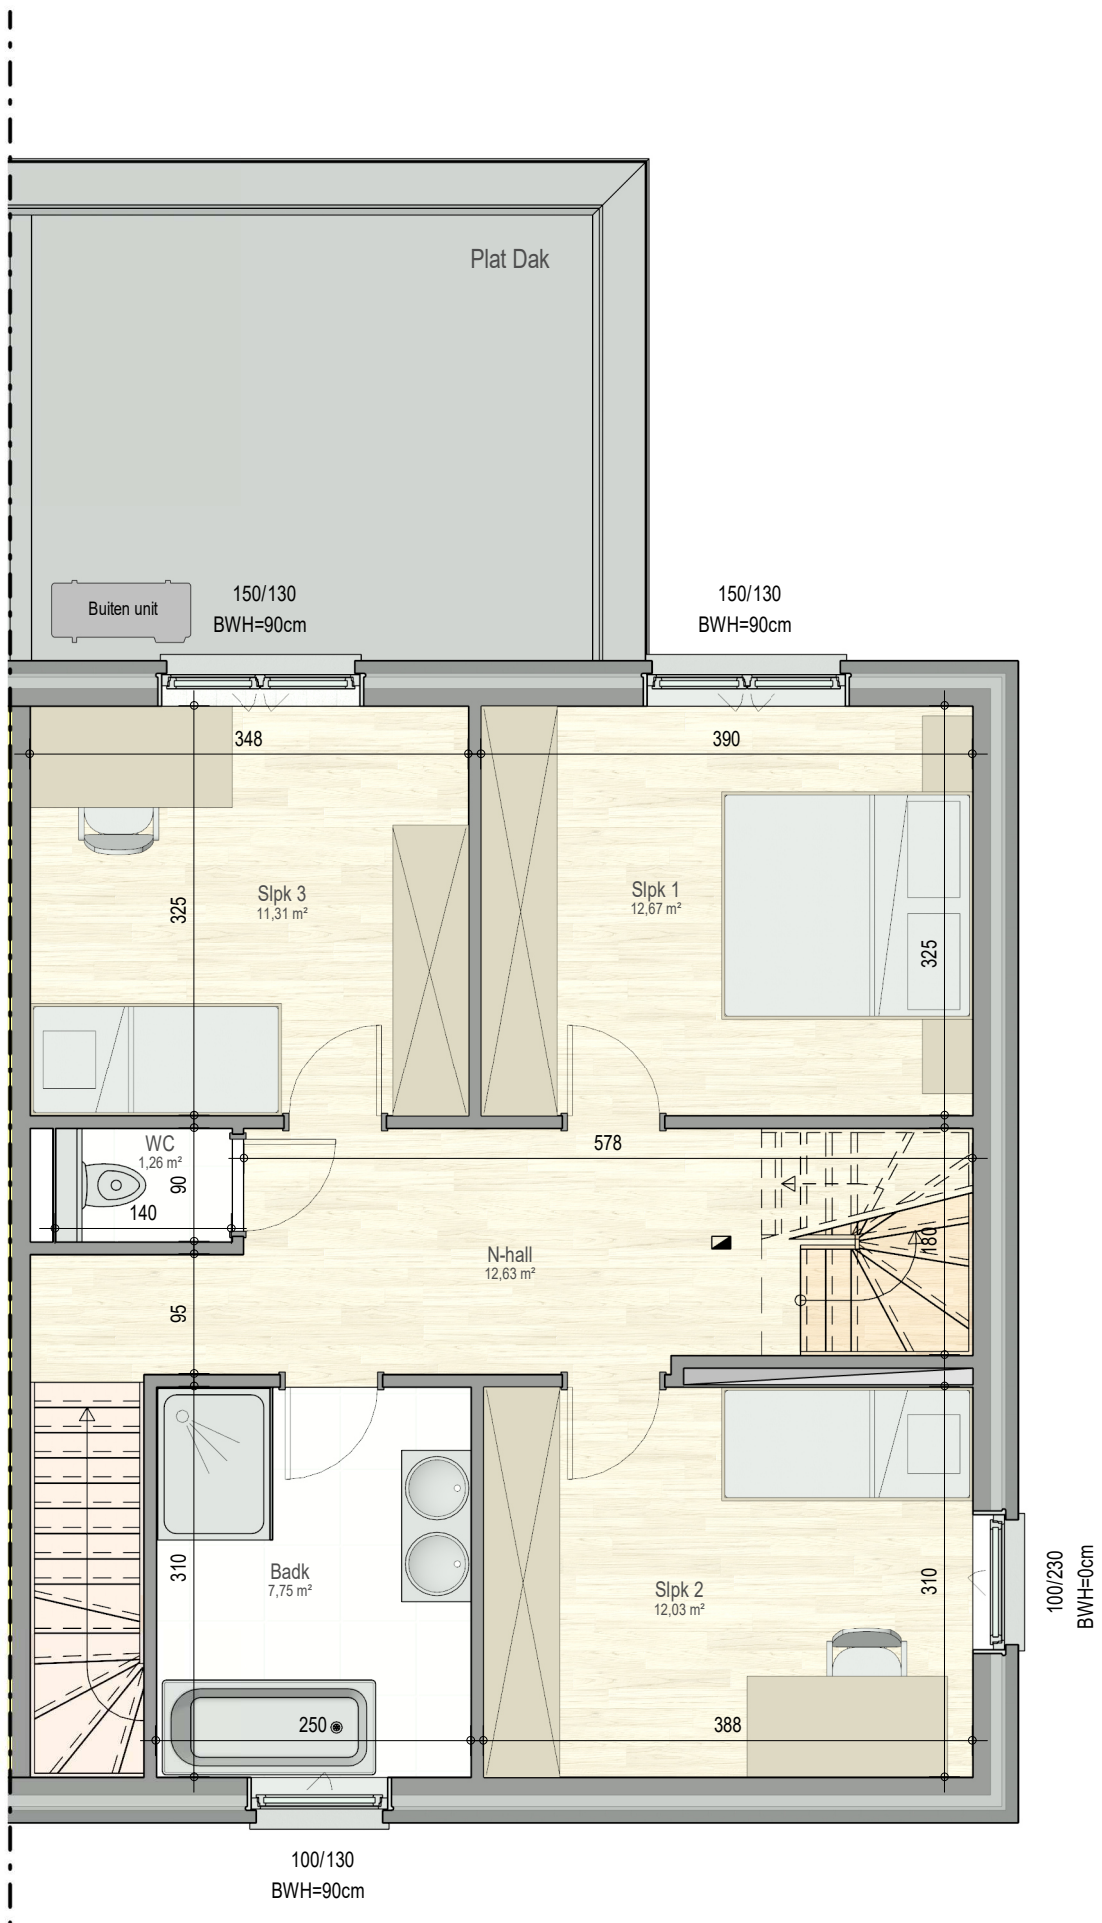 Plat Dak
Buiten unit
150/130
BWH=90cm
150/130
BWH=90cm
348
390
Slpk 3
11,31 m²
325
Slpk 1
12,67 m²
325
WC
1,26 m²
90
140
578
180
N-hall
12,63 m²
95
310
Badk
7,75 m²
250
Slpk 2
12,03 m²
310
388
100/230
BWH=0cm
100/130
BWH=90cm